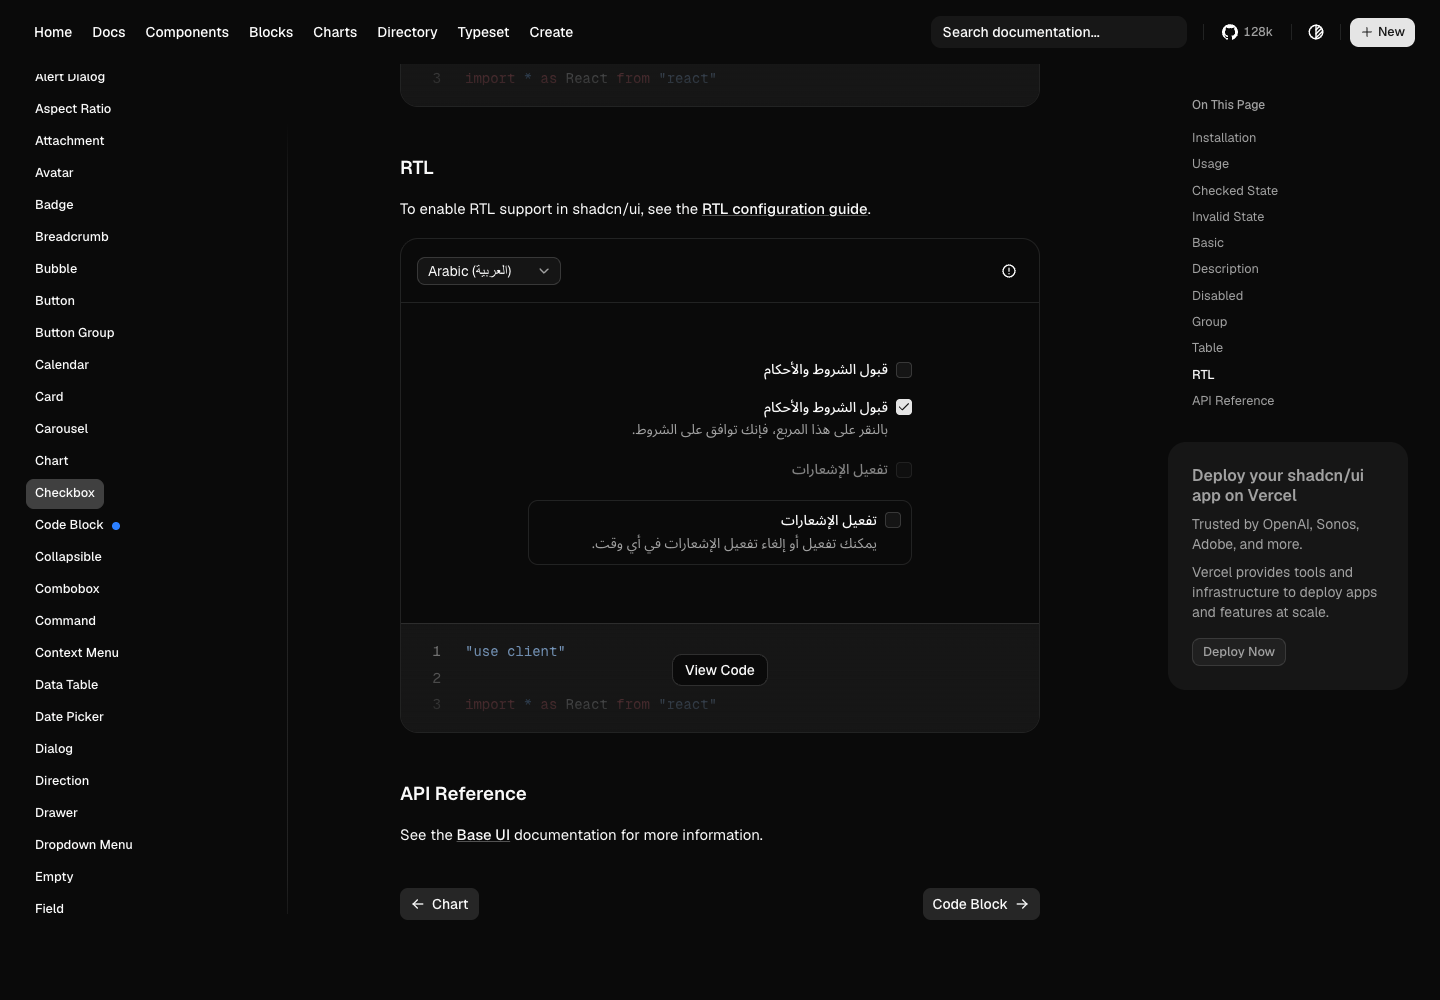 Home Docs Components Blocks Charts Directory Typeset Create Search documentation... 128k New
Alert Dialog
Aspect Ratio
Attachment
Avatar
Badge
Breadcrumb
Bubble
Button
Button Group
Calendar
Card
Carousel
Chart
Checkbox
Code Block
Collapsible
Combobox
Command
Context Menu
Data Table
Date Picker
Dialog
Direction
Drawer
Dropdown Menu
Empty
Field
3 import * as React from "react"
RTL
To enable RTL support in shadcn/ui, see the RTL configuration guide.
Arabic (العربية)
قبول الشروط والأحكام
قبول الشروط والأحكام
بالنقر على هذا المربع، فإنك توافق على الشروط.
تفعيل الإشعارات
تفعيل الإشعارات
يمكنك تفعيل أو إلغاء تفعيل الإشعارات في أي وقت.
1 "use client"
2
View Code
3 import * as React from "react"
API Reference
See the Base UI documentation for more information.
Chart
Code Block
On This Page
Installation
Usage
Checked State
Invalid State
Basic
Description
Disabled
Group
Table
RTL
API Reference
Deploy your shadcn/ui
app on Vercel
Trusted by OpenAI, Sonos,
Adobe, and more.
Vercel provides tools and
infrastructure to deploy apps
and features at scale.
Deploy Now